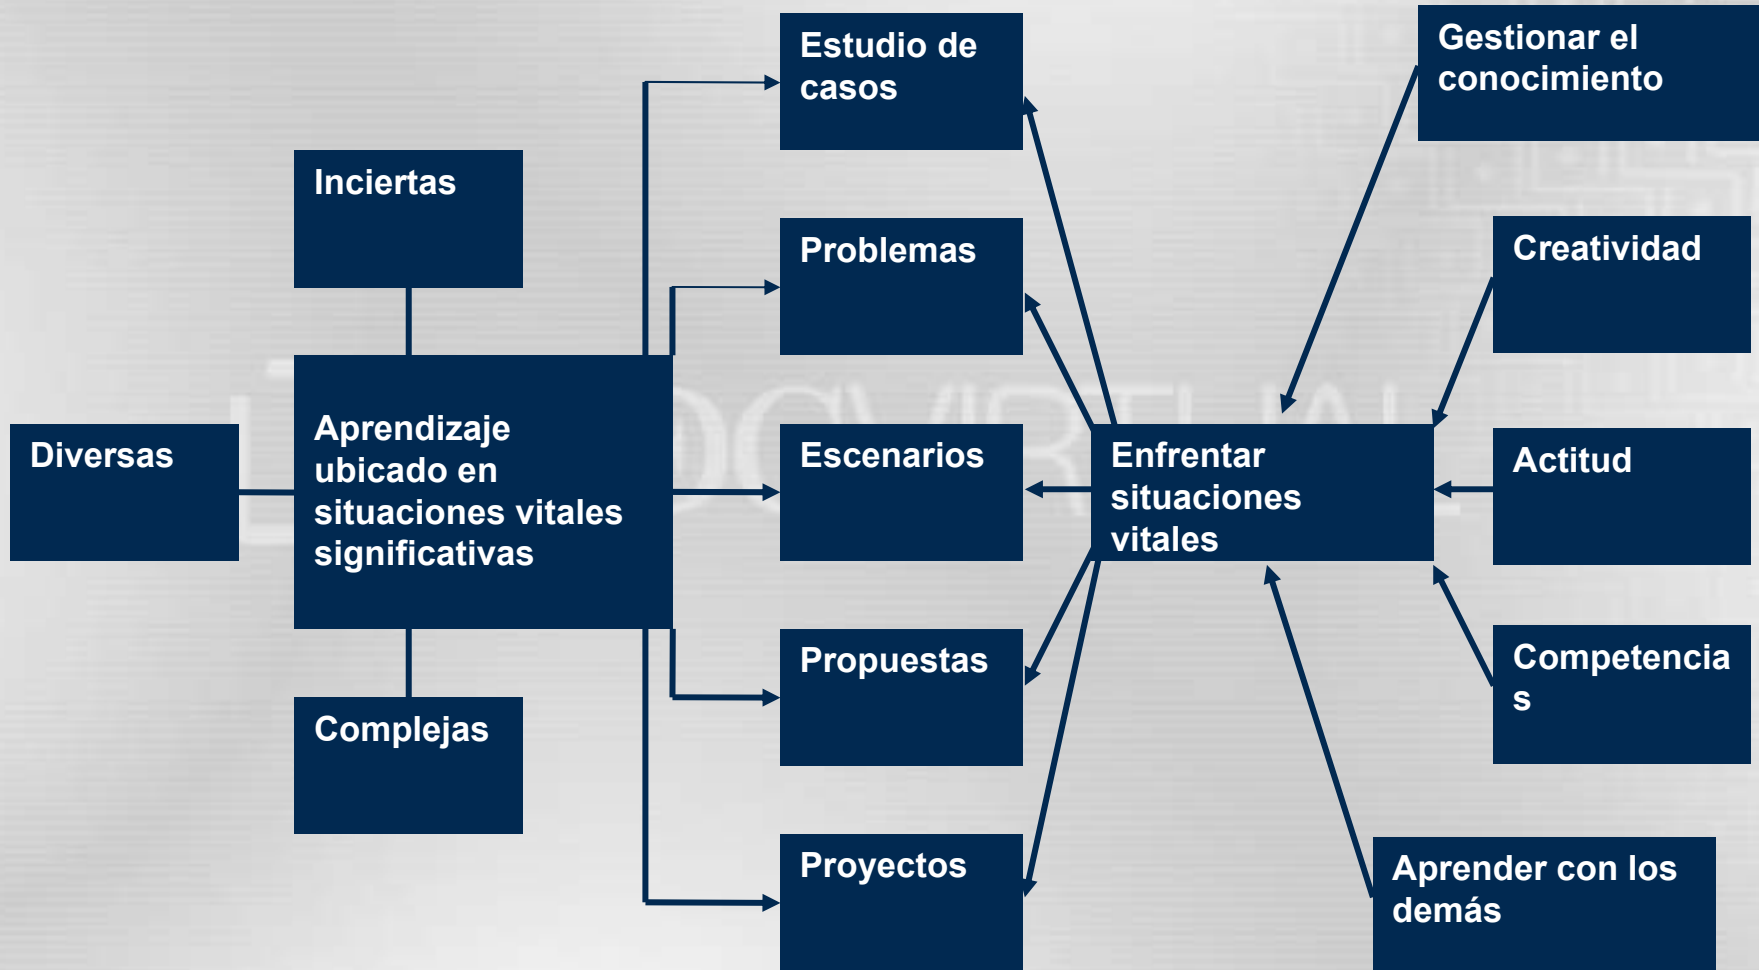 Estudio de
casos
Gestionar el
conocimiento
Inciertas
Problemas
Creatividad
Diversas
Aprendizaje
ubicado en
situaciones vitales
significativas
Escenarios
Enfrentar
situaciones
vitales
Actitud
Complejas
Propuestas
Competencia
s
Proyectos
Aprender con los
demás